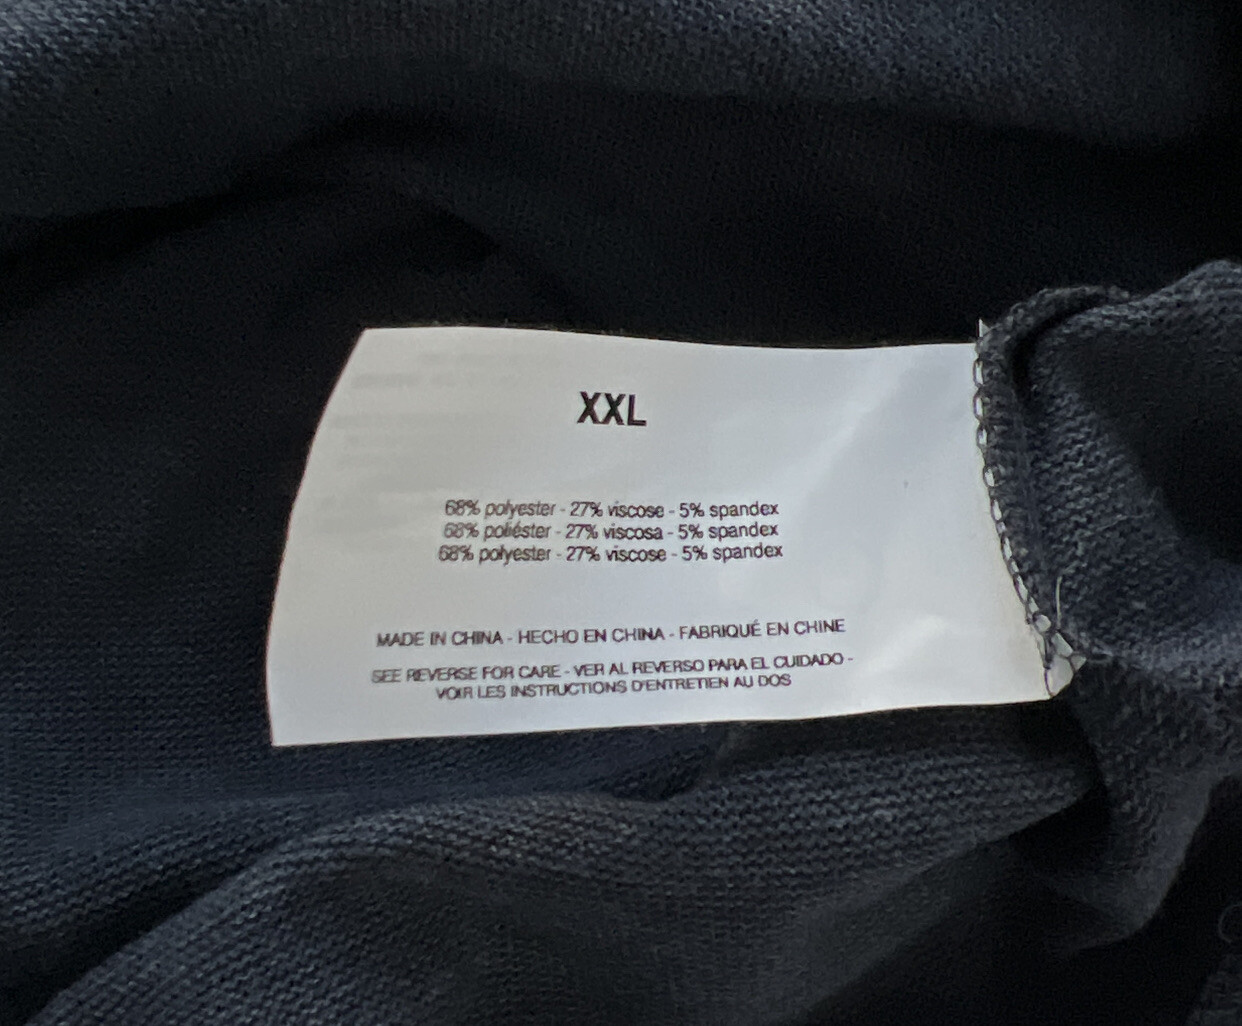 XXL
68% polyester - 27% viscose - 5% spandex
68% poliéster - 27% viscosa - 5% spandex
68% polyester - 27% viscose - 5% spandex
MADE IN CHINA - HECHO EN CHINA - FABRIQUÉ EN CHINE
SEE REVERSE FOR CARE - VER AL REVERSO PARA EL CUIDADO -
VOIR LES INSTRUCTIONS D'ENTRETIEN AU DOS